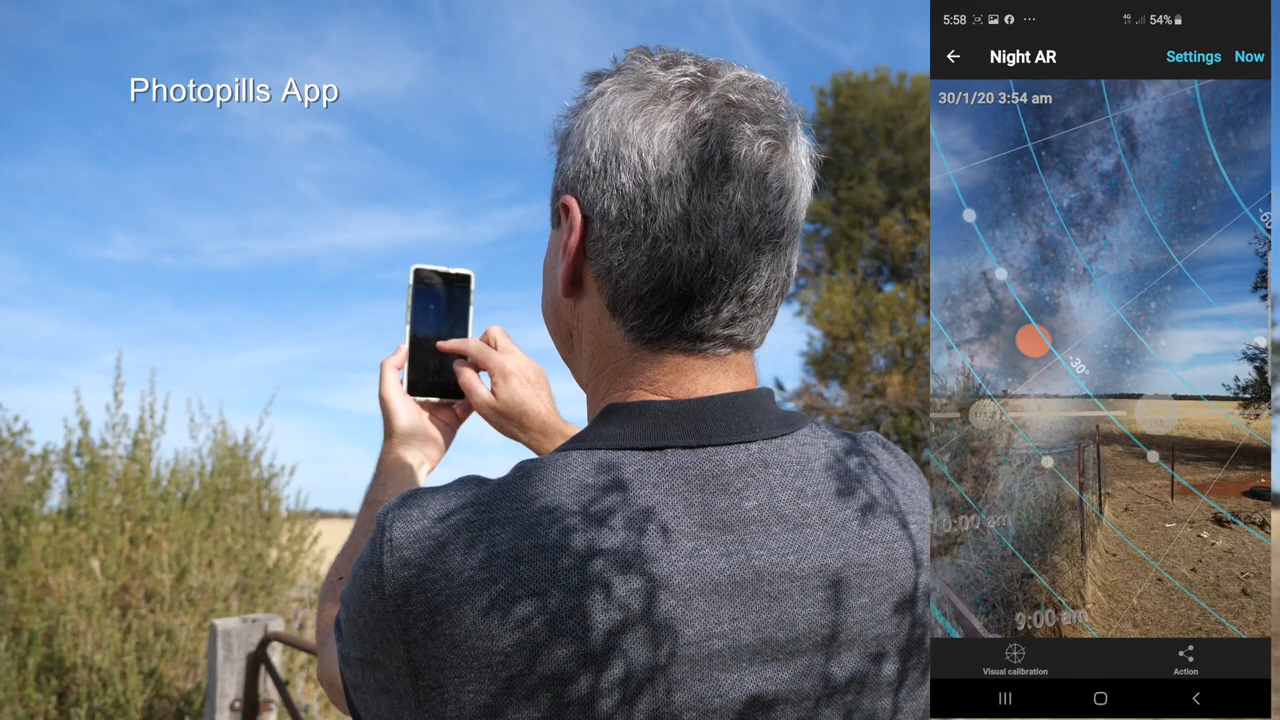 Photopills App
5:58
4G
54%
Night AR
Settings
Now
30/1/20 3:54 am
-30°
10:00 am
9:00 am
Visual calibration
Action